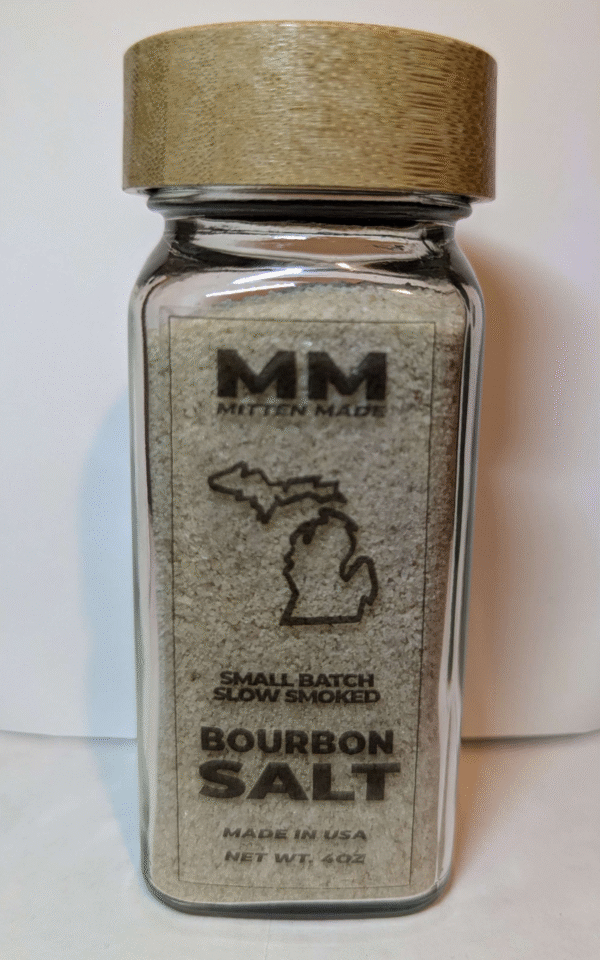 MM
MITTEN MADE
SMALL BATCH
SLOW SMOKED
BOURBON
SALT
MADE IN USA
NET WT. 4OZ